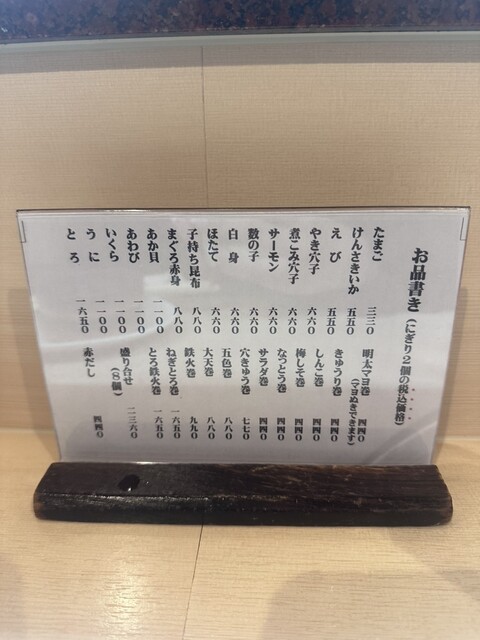 お品書き（にぎり２個の税込価格）
たまご 三三〇
けんさきいか 五五〇
えび 五五〇
やき穴子 六六〇
煮こみ穴子 六六〇
サーモン 六六〇
数の子 六六〇
白身 六六〇
ほたて 六六〇
子持ち昆布 八八〇
まぐろ赤身 八八〇
あか貝 一一〇〇
あわび 一一〇〇
いくら 一一〇〇
うに 一一〇〇
とろ 一六五〇
明太マヨ巻 四四〇
（マヨぬきできます）
きゅうり巻 四四〇
しんこ巻 四四〇
梅しそ巻 四四〇
なっとう巻 四四〇
サラダ巻 四四〇
穴きゅう巻 七七〇
五色巻 八八〇
大天巻 八八〇
鉄火巻 九九〇
ねぎとろ巻 一六五〇
とろ鉄火巻 一六五〇
盛り合せ
（８個） 二三六〇
赤だし 四四〇